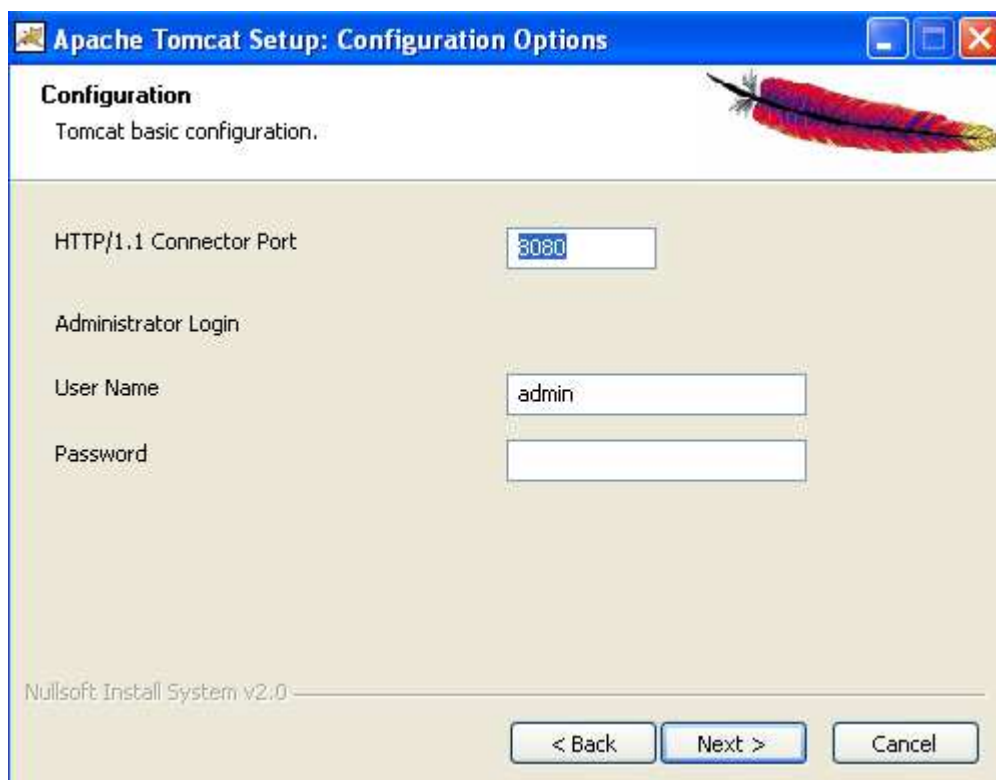 Apache Tomcat Setup: Configuration Options
Configuration
Tomcat basic configuration.
HTTP/1.1 Connector Port
8080
Administrator Login
User Name
admin
Password
Nullsoft Install System v2.0
< Back
Next >
Cancel